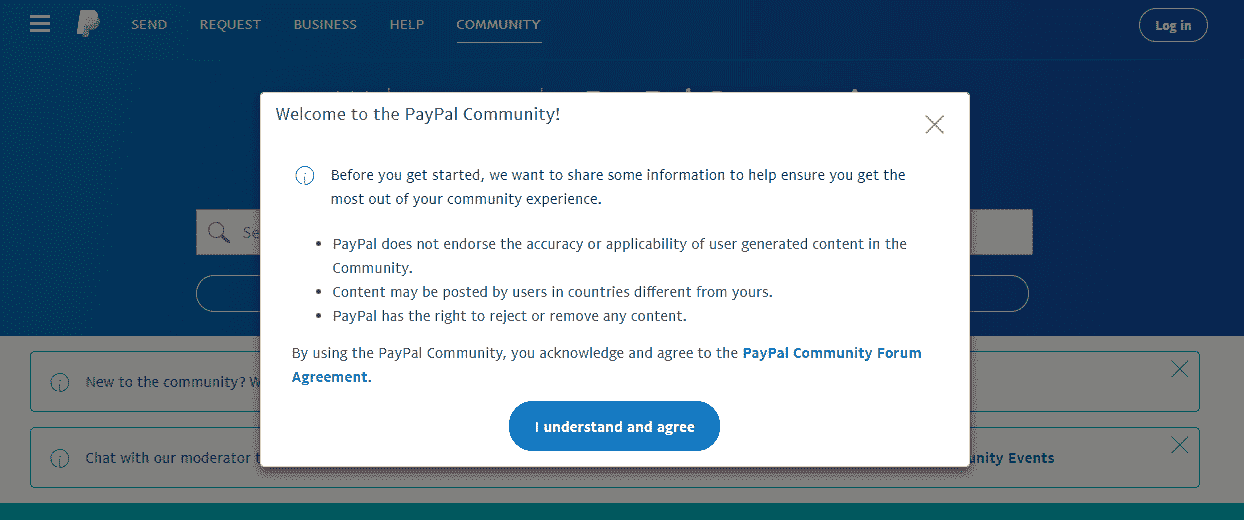 SEND REQUEST BUSINESS HELP COMMUNITY Log in
Welcome to the PayPal Community!
Before you get started, we want to share some information to help ensure you get the
most out of your community experience.
• PayPal does not endorse the accuracy or applicability of user generated content in the
Community.
• Content may be posted by users in countries different from yours.
• PayPal has the right to reject or remove any content.
By using the PayPal Community, you acknowledge and agree to the PayPal Community Forum
Agreement.
I understand and agree
New to the community?
Chat with our moderator
Events